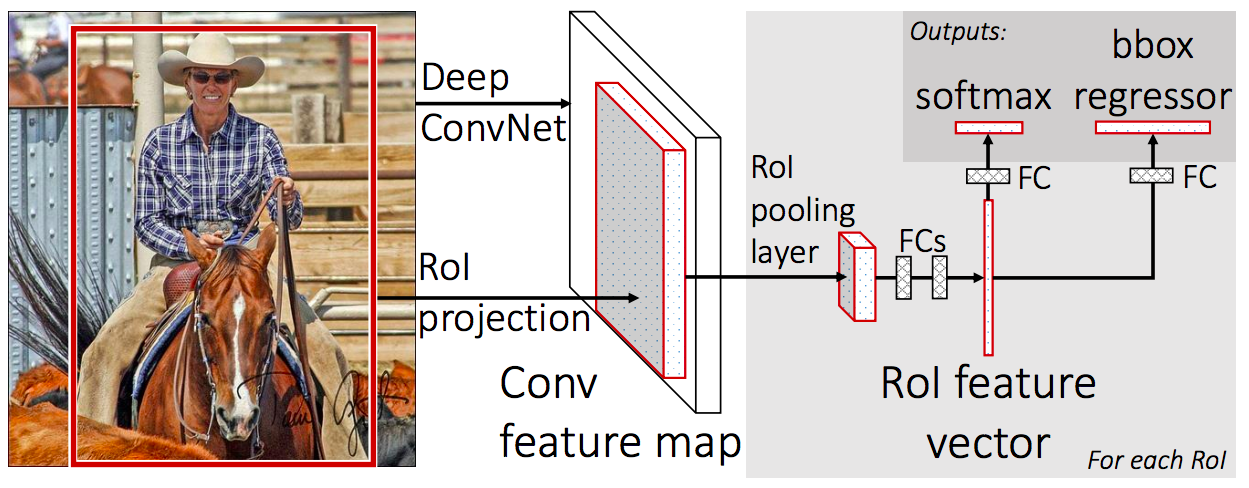 Deep
ConvNet
RoI
projection
Conv
feature map
RoI
pooling
layer
FCs
RoI feature
vector
Outputs:
softmax
bbox
regressor
FC
FC
For each RoI